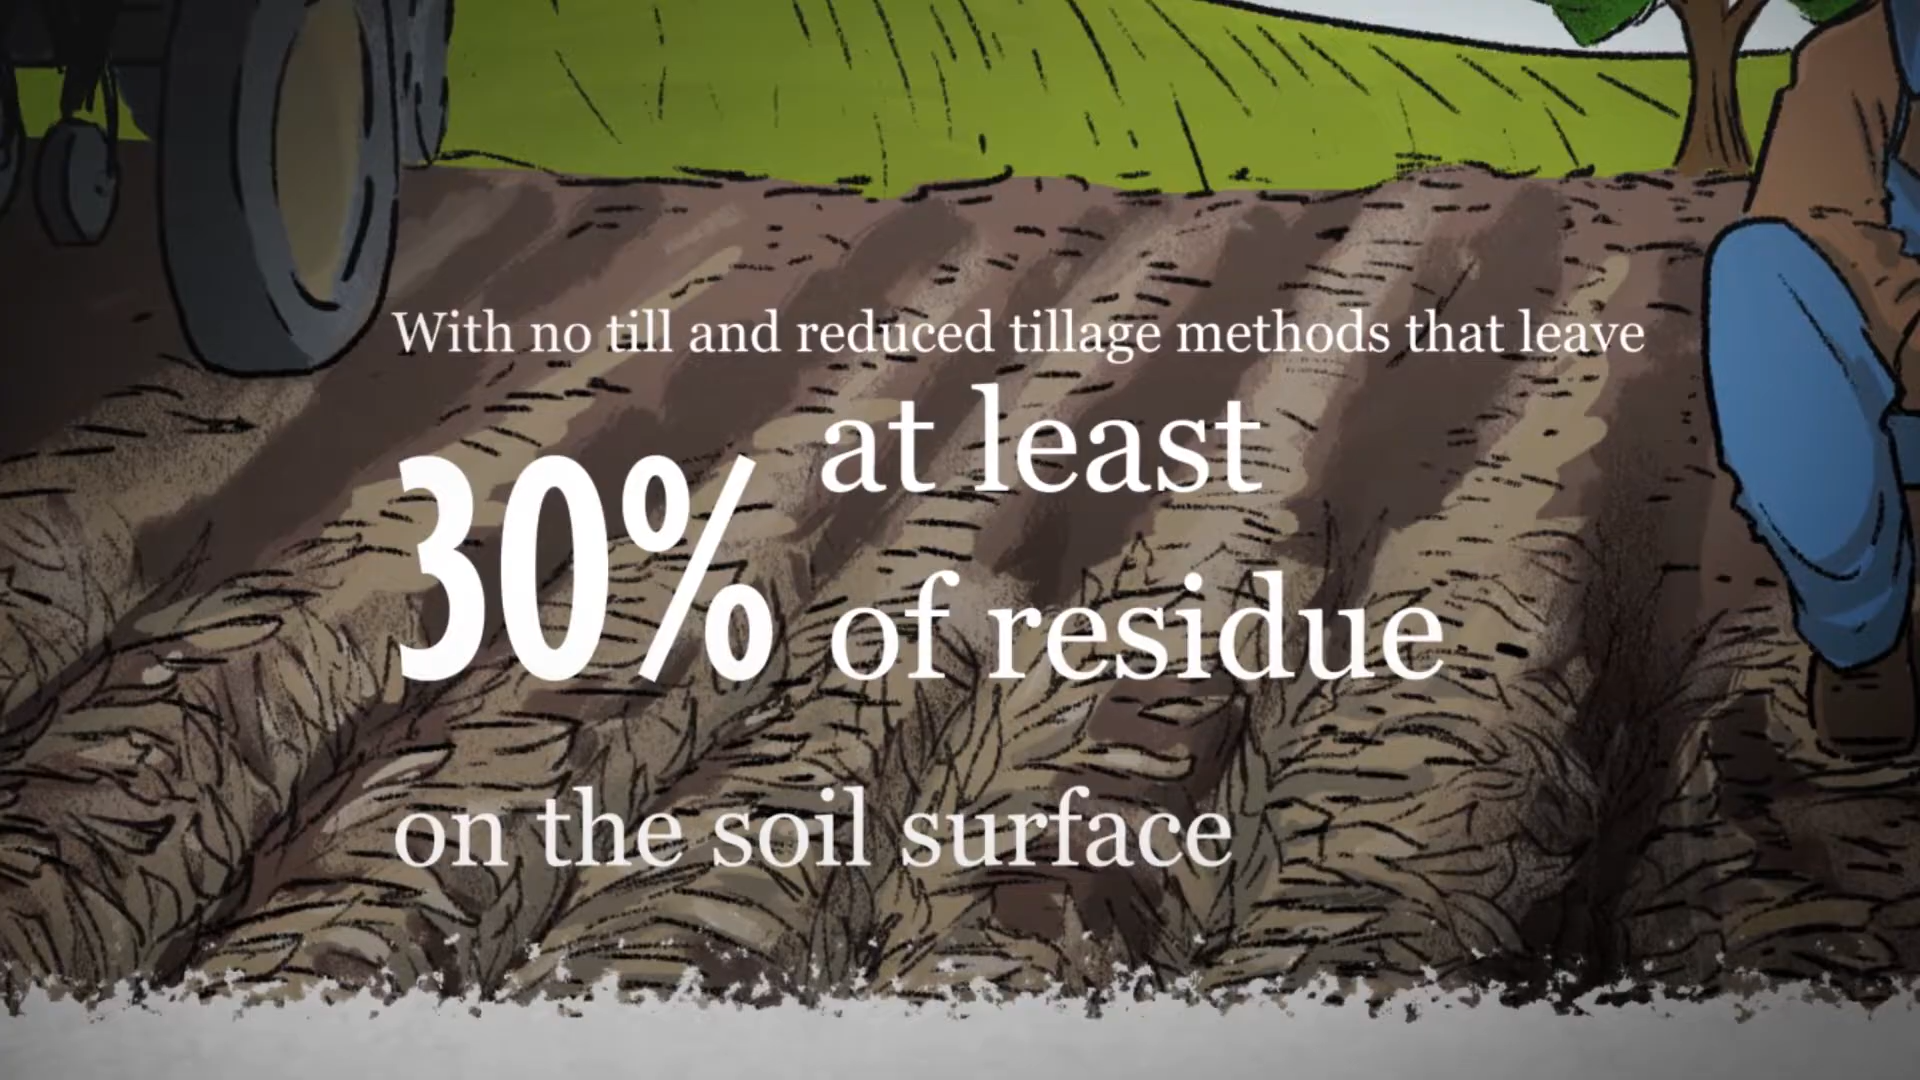 With no till and reduced tillage methods that leave
at least
30% of residue
on the soil surface